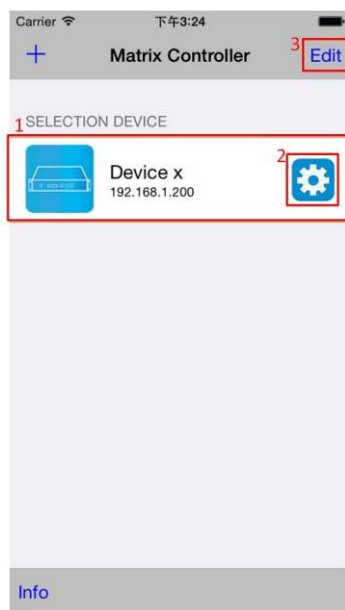 Carrier 下午3:24
+ Matrix Controller 3 Edit
1 SELECTION DEVICE
Device x 2
192.168.1.200
Info